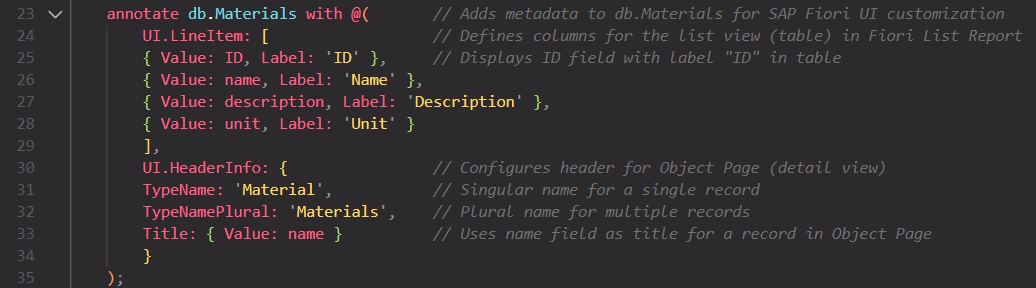 23 annotate db.Materials with @( // Adds metadata to db.Materials for SAP Fiori UI customization
24 UI.LineItem: [ // Defines columns for the list view (table) in Fiori List Report
25 { Value: ID, Label: 'ID' }, // Displays ID field with label "ID" in table
26 { Value: name, Label: 'Name' },
27 { Value: description, Label: 'Description' },
28 { Value: unit, Label: 'Unit' }
29 ],
30 UI.HeaderInfo: { // Configures header for Object Page (detail view)
31 TypeName: 'Material', // Singular name for a single record
32 TypeNamePlural: 'Materials', // Plural name for multiple records
33 Title: { Value: name } // Uses name field as title for a record in Object Page
34 }
35 );